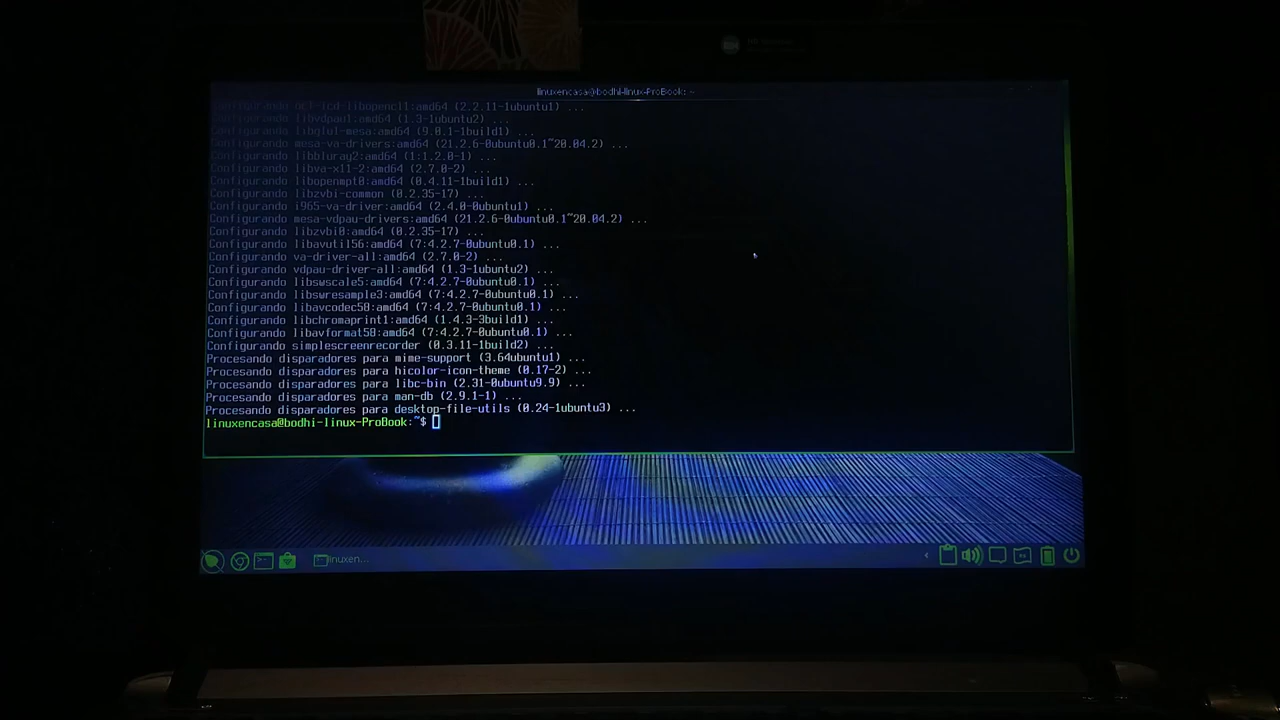 linuxencasa@bodhi-linux-ProBook: ~
Configurando ocl-icd-libopencl1:amd64 (2.2.11-1ubuntu1) ...
Configurando libvdpau1:amd64 (1.3-1ubuntu2) ...
Configurando libglu1-mesa:amd64 (9.0.1-1build1) ...
Configurando mesa-va-drivers:amd64 (21.2.6-0ubuntu0.1~20.04.2) ...
Configurando libbluray2:amd64 (1:1.2.0-1) ...
Configurando libva-x11-2:amd64 (2.7.0-2) ...
Configurando libopenmpt0:amd64 (0.4.11-1build1) ...
Configurando libzvbi-common (0.2.35-17) ...
Configurando i965-va-driver:amd64 (2.4.0-0ubuntu1) ...
Configurando mesa-vdpau-drivers:amd64 (21.2.6-0ubuntu0.1~20.04.2) ...
Configurando libzvbi0:amd64 (0.2.35-17) ...
Configurando libavutil56:amd64 (7:4.2.7-0ubuntu0.1) ...
Configurando va-driver-all:amd64 (2.7.0-2) ...
Configurando vdpau-driver-all:amd64 (1.3-1ubuntu2) ...
Configurando libswscale5:amd64 (7:4.2.7-0ubuntu0.1) ...
Configurando libswresample3:amd64 (7:4.2.7-0ubuntu0.1) ...
Configurando libavcodec58:amd64 (7:4.2.7-0ubuntu0.1) ...
Configurando libchromaprint1:amd64 (1.4.3-3build1) ...
Configurando libavformat58:amd64 (7:4.2.7-0ubuntu0.1) ...
Configurando simplescreenrecorder (0.3.11-1build2) ...
Procesando disparadores para mime-support (3.64ubuntu1) ...
Procesando disparadores para hicolor-icon-theme (0.17-2) ...
Procesando disparadores para libc-bin (2.31-0ubuntu9.9) ...
Procesando disparadores para man-db (2.9.1-1) ...
Procesando disparadores para desktop-file-utils (0.24-1ubuntu3) ...
linuxencasa@bodhi-linux-ProBook:~$
linuxen...